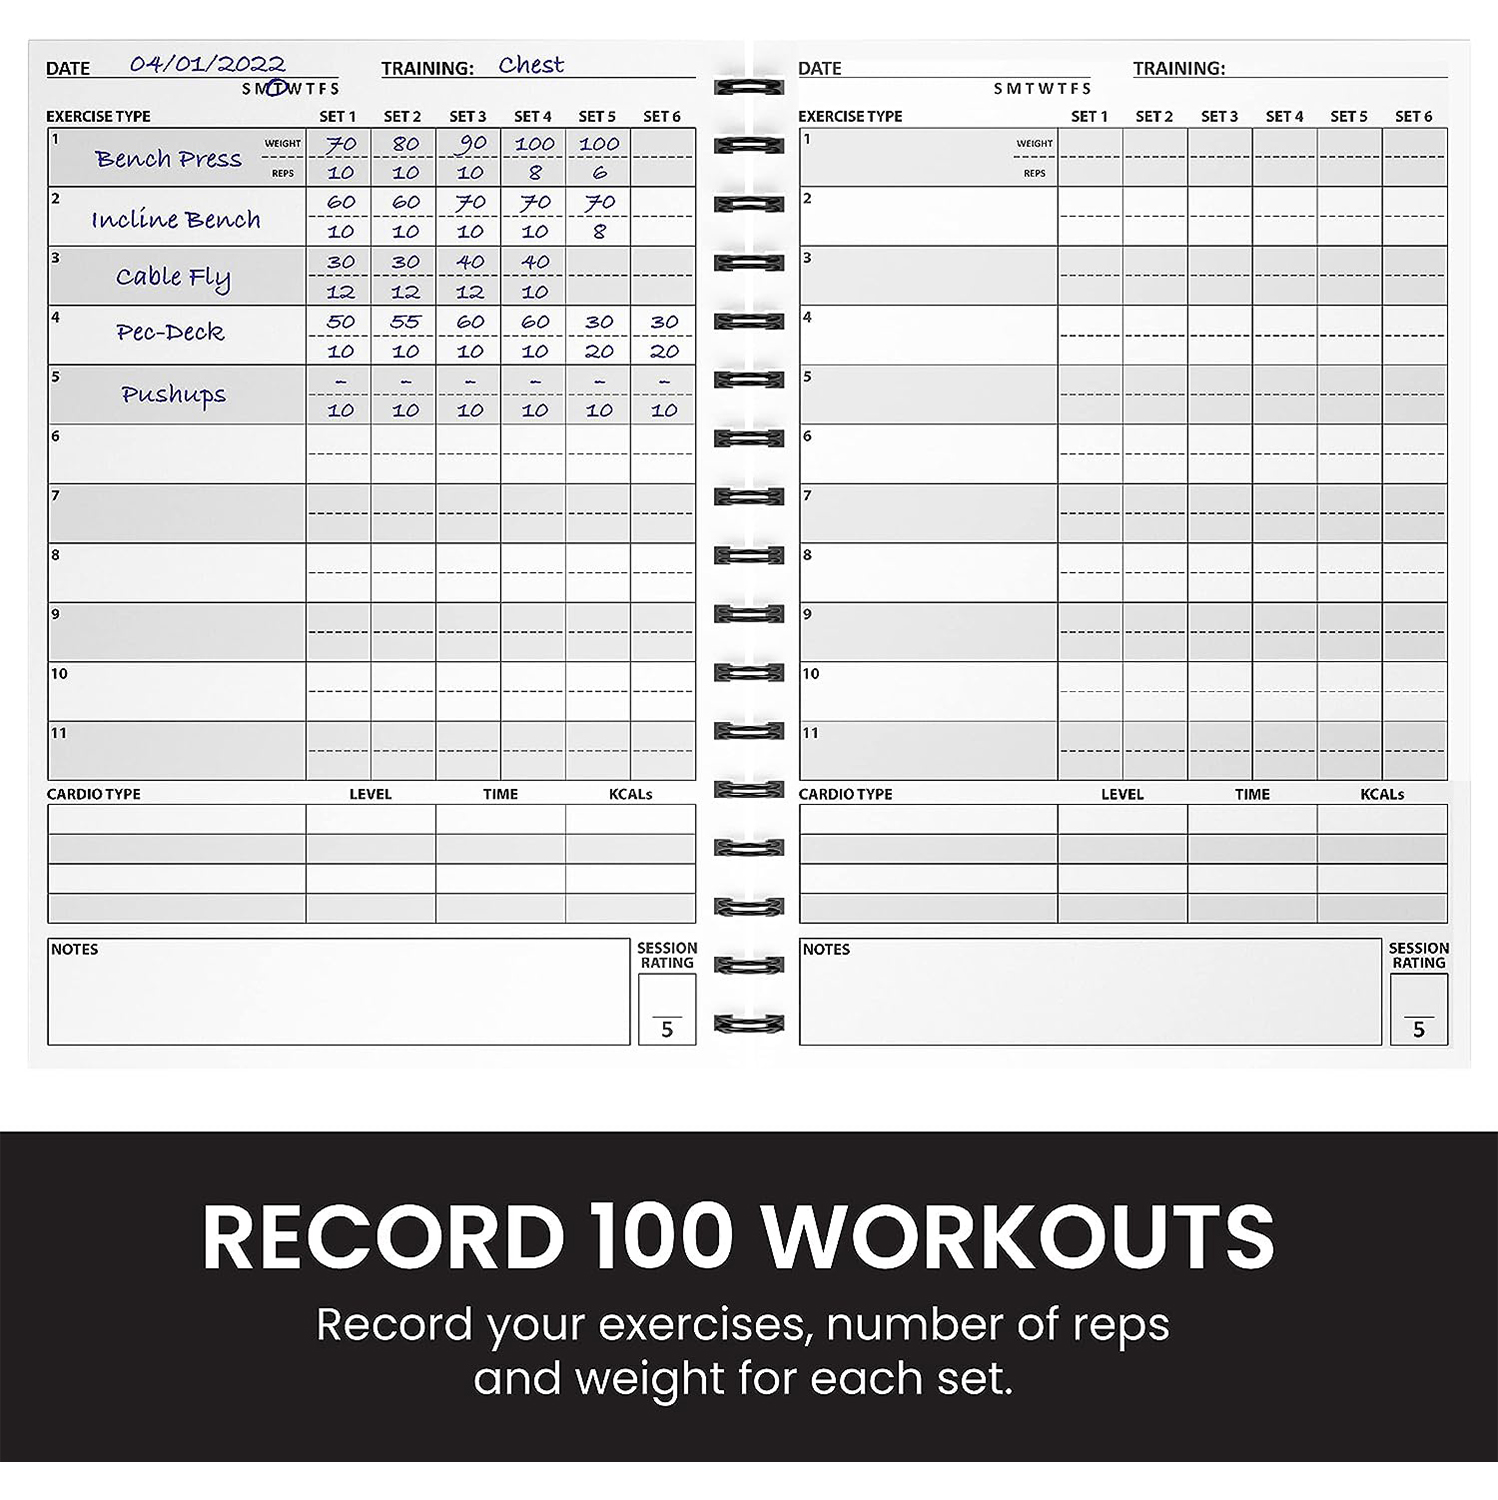 DATE 04/01/2022 TRAINING: Chest
S M T W T F S
EXERCISE TYPE SET 1 SET 2 SET 3 SET 4 SET 5 SET 6
1 Bench Press WEIGHT 70 80 90 100 100
REPS 10 10 10 8 6
2 Incline Bench 60 60 70 70 70
10 10 10 10 8
3 Cable Fly 30 30 40 40
12 12 12 10
4 Pec-Deck 50 55 60 60 30 30
10 10 10 10 20 20
5 Pushups - - - - - -
10 10 10 10 10 10
6
7
8
9
10
11
CARDIO TYPE LEVEL TIME KCALs
NOTES
SESSION
RATING
5
DATE TRAINING:
S M T W T F S
EXERCISE TYPE SET 1 SET 2 SET 3 SET 4 SET 5 SET 6
1 WEIGHT
REPS
2
3
4
5
6
7
8
9
10
11
CARDIO TYPE LEVEL TIME KCALs
NOTES
SESSION
RATING
5
RECORD 100 WORKOUTS
Record your exercises, number of reps
and weight for each set.